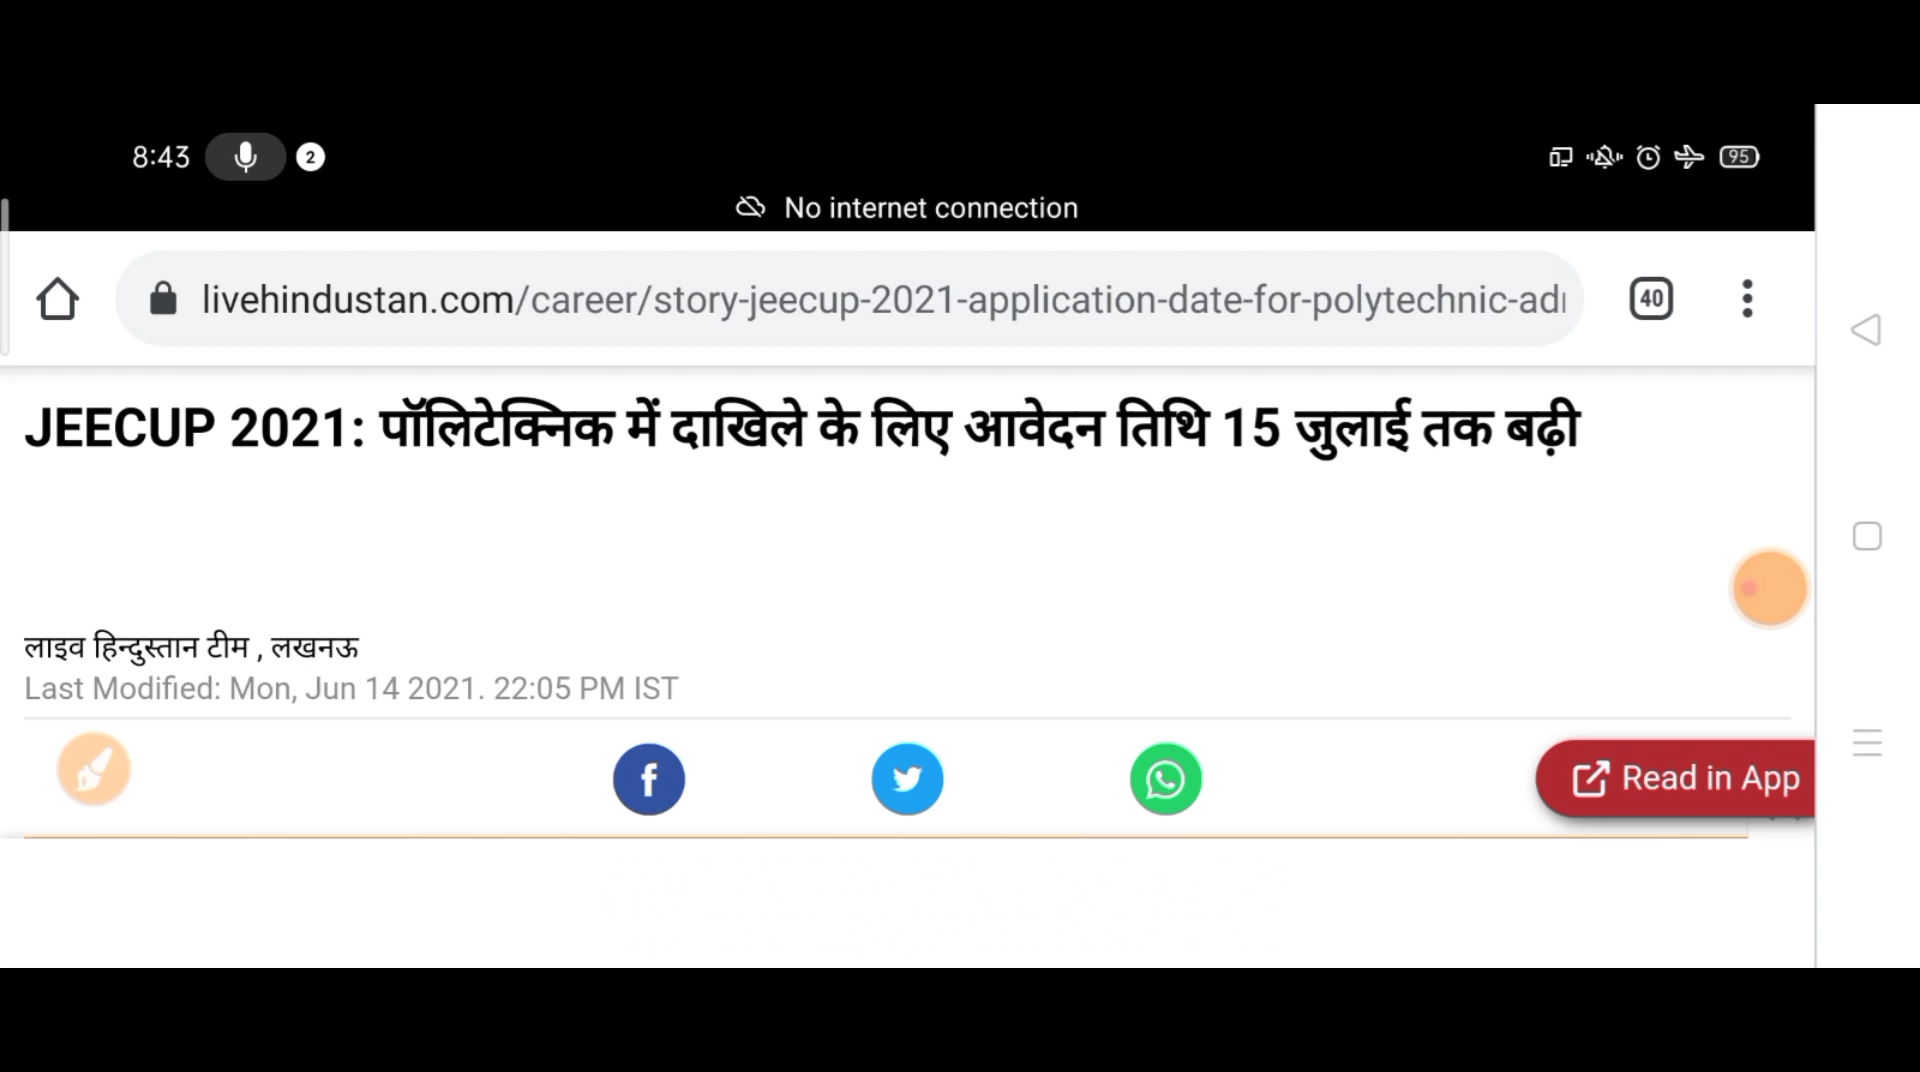 8:43
2
95
No internet connection
livehindustan.com/career/story-jeecup-2021-application-date-for-polytechnic-ad
40
JEECUP 2021: पॉलिटेक्निक में दाखिले के लिए आवेदन तिथि 15 जुलाई तक बढ़ी
लाइव हिन्दुस्तान टीम , लखनऊ
Last Modified: Mon, Jun 14 2021. 22:05 PM IST
Read in App